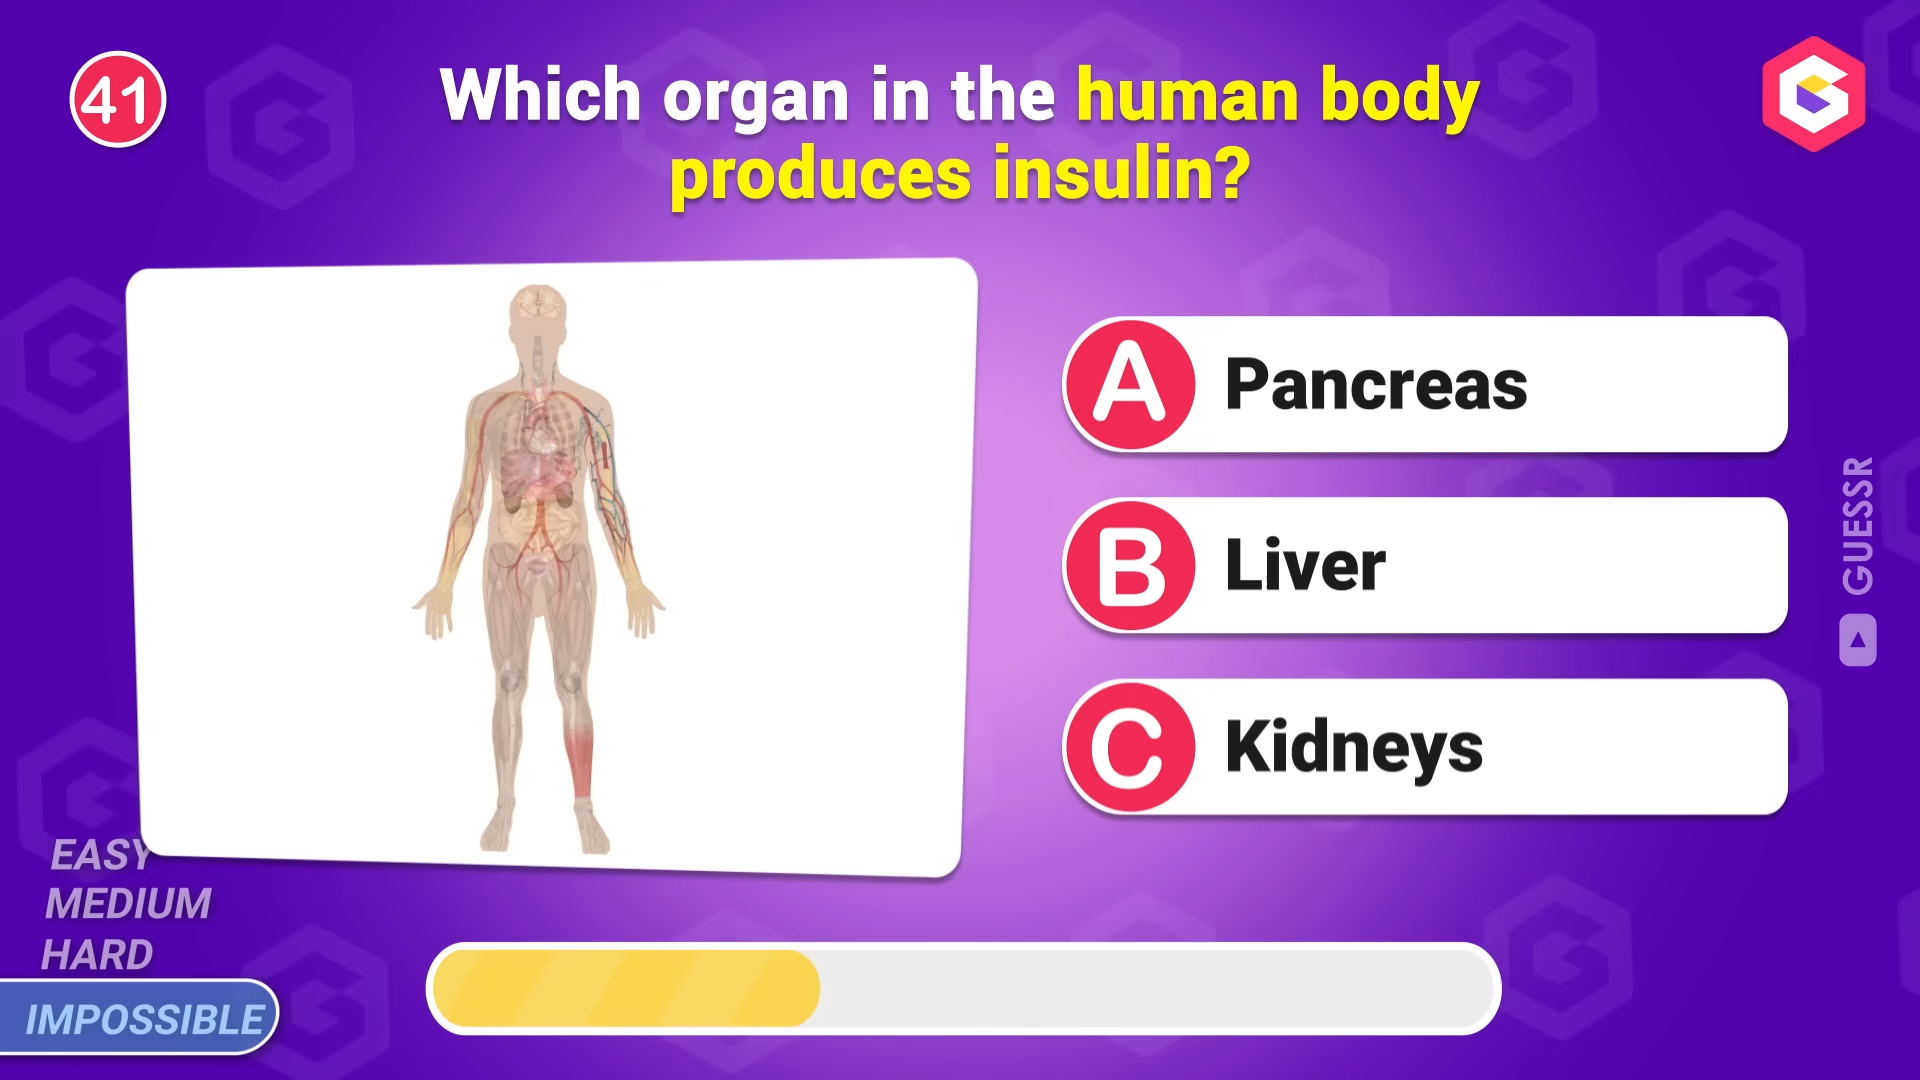 41
Which organ in the human body
produces insulin?
A Pancreas
B Liver
C Kidneys
GUESSR
EASY
MEDIUM
HARD
IMPOSSIBLE